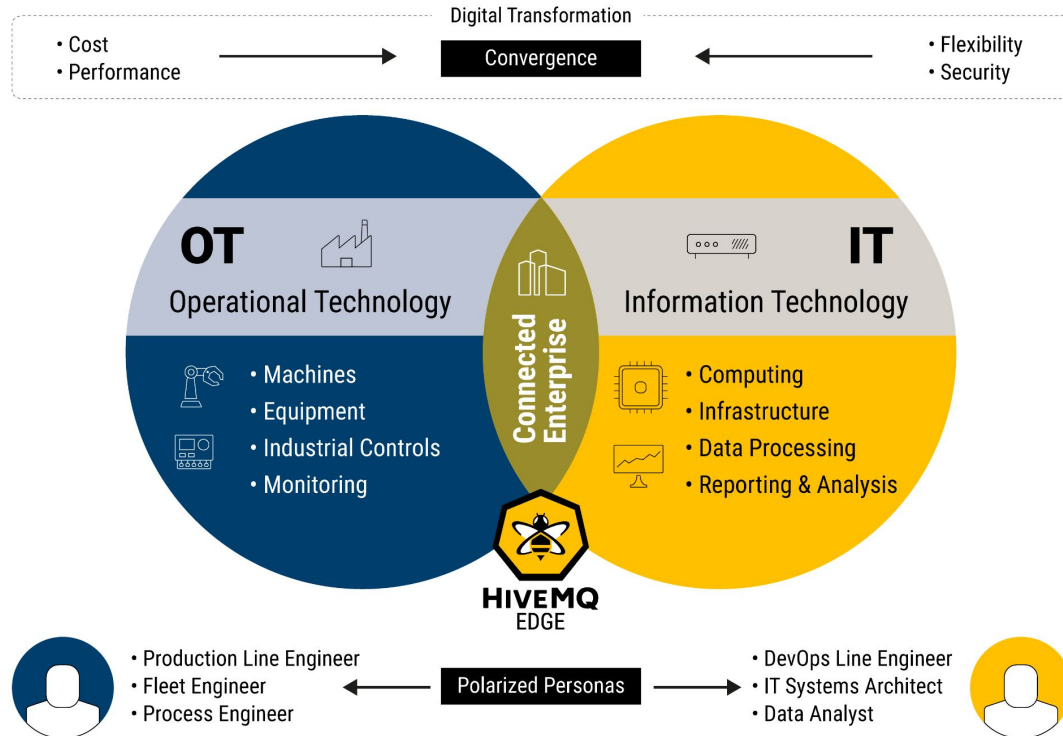 Digital Transformation
• Cost
• Performance
Convergence
• Flexibility
• Security
OT
Operational Technology
IT
Information Technology
Connected
Enterprise
• Machines
• Equipment
• Industrial Controls
• Monitoring
• Computing
• Infrastructure
• Data Processing
• Reporting & Analysis
HIVEMQ
EDGE
• Production Line Engineer
• Fleet Engineer
• Process Engineer
Polarized Personas
• DevOps Line Engineer
• IT Systems Architect
• Data Analyst